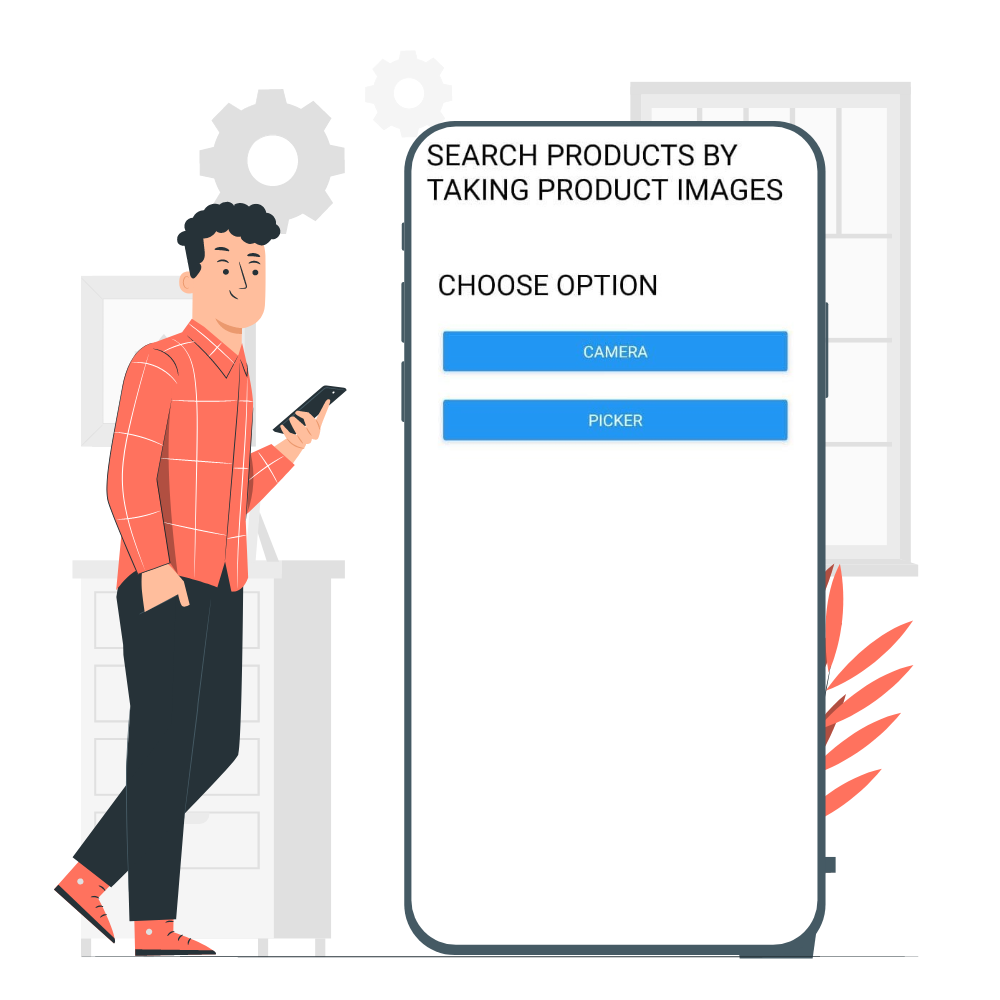 SEARCH PRODUCTS BY
TAKING PRODUCT IMAGES
CHOOSE OPTION
CAMERA
PICKER